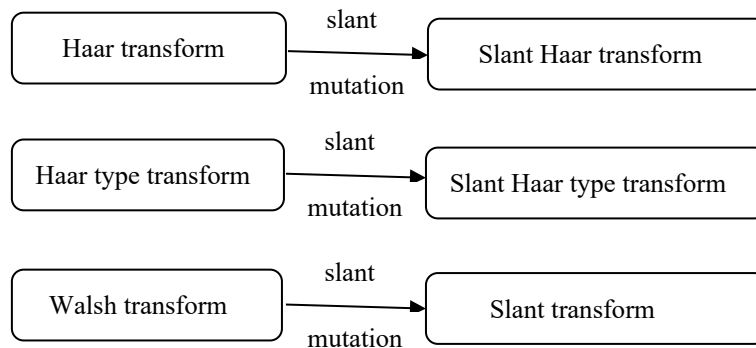 slant
Haar transform
Slant Haar transform
mutation
slant
Haar type transform
Slant Haar type transform
mutation
slant
Walsh transform
Slant transform
mutation